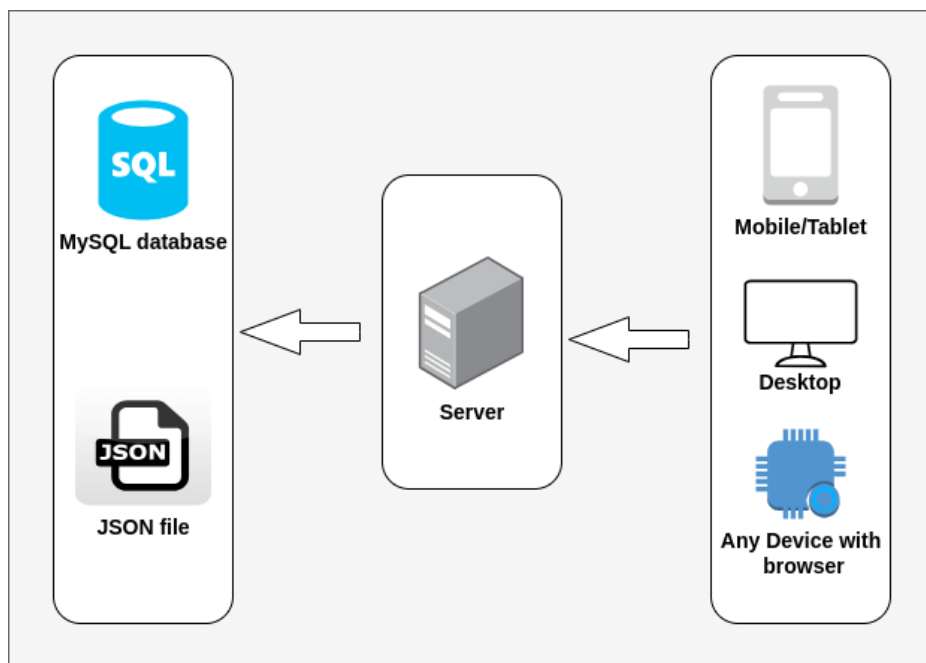 SQL
MySQL database
JSON
JSON file
Server
Mobile/Tablet
Desktop
Any Device with
browser